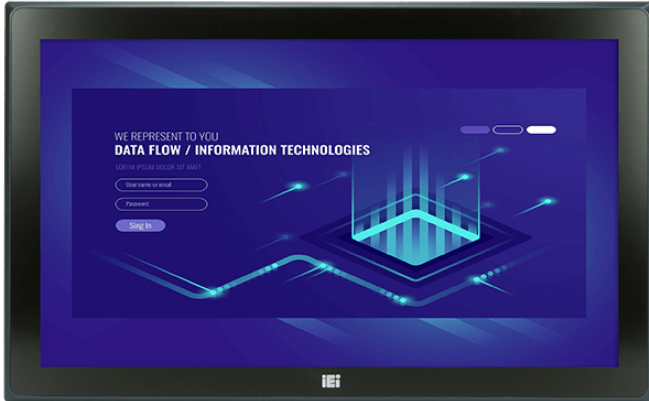 WE REPRESENT TO YOU
DATA FLOW / INFORMATION TECHNOLOGIES
LOREM IPSUM DOLOR SIT AMET
User name or email
Password
Sing In
iEi